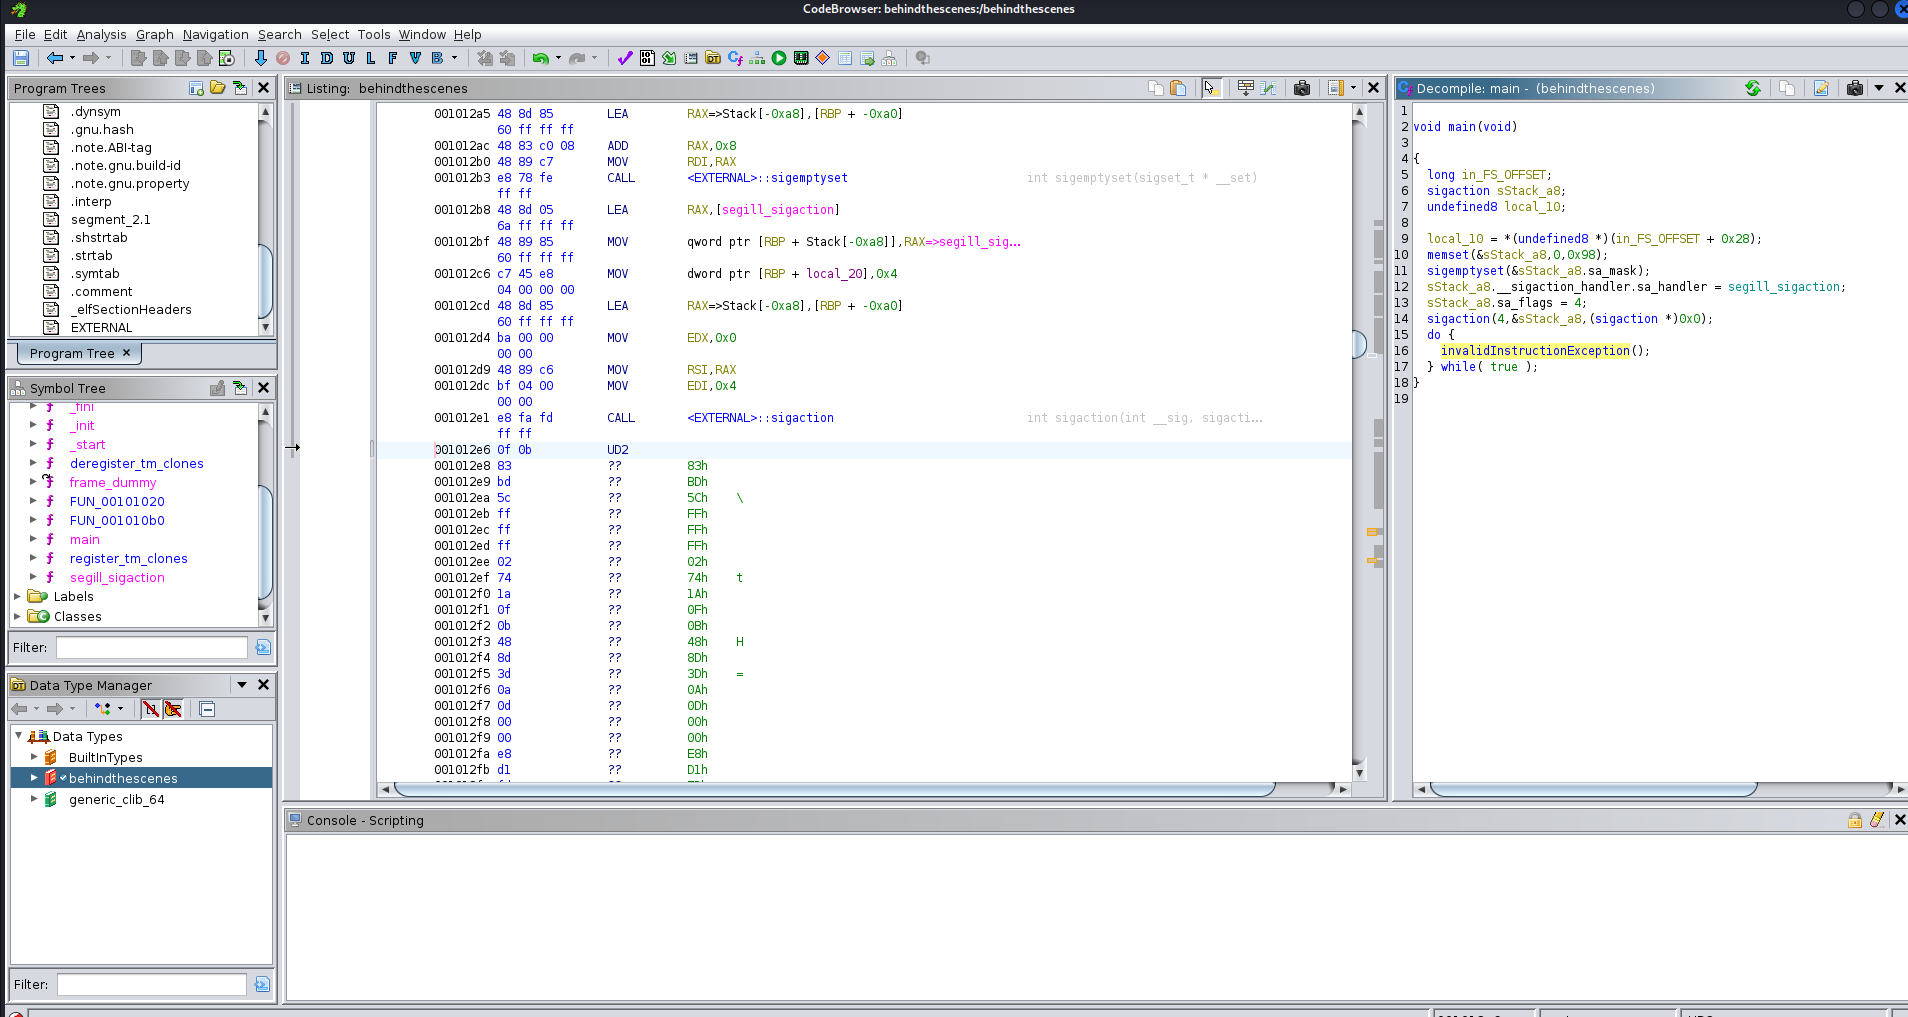 CodeBrowser: behindthescenes:/behindthescenes
File Edit Analysis Graph Navigation Search Select Tools Window Help
I D U L F V B
Program Trees
.dynsym
.gnu.hash
.note.ABI-tag
.note.gnu.build-id
.note.gnu.property
.interp
segment_2.1
.shstrtab
.strtab
.symtab
.comment
_elfSectionHeaders
EXTERNAL
Program Tree ×
Symbol Tree
_fini
_init
_start
deregister_tm_clones
frame_dummy
FUN_00101020
FUN_001010b0
main
register_tm_clones
segill_sigaction
Labels
Classes
Filter:
Data Type Manager
Data Types
BuiltInTypes
behindthescenes
generic_clib_64
Filter:
Listing: behindthescenes
001012a5 48 8d 85 LEA RAX=>Stack[-0xa8],[RBP + -0xa0]
60 ff ff ff
001012ac 48 83 c0 08 ADD RAX,0x8
001012b0 48 89 c7 MOV RDI,RAX
001012b3 e8 78 fe CALL <EXTERNAL>::sigemptyset int sigemptyset(sigset_t * __set)
ff ff
001012b8 48 8d 05 LEA RAX,[segill_sigaction]
6a ff ff ff
001012bf 48 89 85 MOV qword ptr [RBP + Stack[-0xa8]],RAX=>segill_sig...
60 ff ff ff
001012c6 c7 45 e8 MOV dword ptr [RBP + local_20],0x4
04 00 00 00
001012cd 48 8d 85 LEA RAX=>Stack[-0xa8],[RBP + -0xa0]
60 ff ff ff
001012d4 ba 00 00 MOV EDX,0x0
00 00
001012d9 48 89 c6 MOV RSI,RAX
001012dc bf 04 00 MOV EDI,0x4
00 00
001012e1 e8 fa fd CALL <EXTERNAL>::sigaction int sigaction(int __sig, sigacti...
ff ff
001012e6 0f 0b UD2
001012e8 83 ?? 83h
001012e9 bd ?? BDh
001012ea 5c ?? 5Ch \
001012eb ff ?? FFh
001012ec ff ?? FFh
001012ed ff ?? FFh
001012ee 02 ?? 02h
001012ef 74 ?? 74h t
001012f0 1a ?? 1Ah
001012f1 0f ?? 0Fh
001012f2 0b ?? 0Bh
001012f3 48 ?? 48h H
001012f4 8d ?? 8Dh
001012f5 3d ?? 3Dh =
001012f6 0a ?? 0Ah
001012f7 0d ?? 0Dh
001012f8 00 ?? 00h
001012f9 00 ?? 00h
001012fa e8 ?? E8h
001012fb d1 ?? D1h
Decompile: main - (behindthescenes)
1
2 void main(void)
3
4 {
5 long in_FS_OFFSET;
6 sigaction sStack_a8;
7 undefined8 local_10;
8
9 local_10 = *(undefined8 *)(in_FS_OFFSET + 0x28);
10 memset(&sStack_a8,0,0x98);
11 sigemptyset(&sStack_a8.sa_mask);
12 sStack_a8.__sigaction_handler.sa_handler = segill_sigaction;
13 sStack_a8.sa_flags = 4;
14 sigaction(4,&sStack_a8,(sigaction *)0x0);
15 do {
16 invalidInstructionException();
17 } while( true );
18 }
19
Console - Scripting